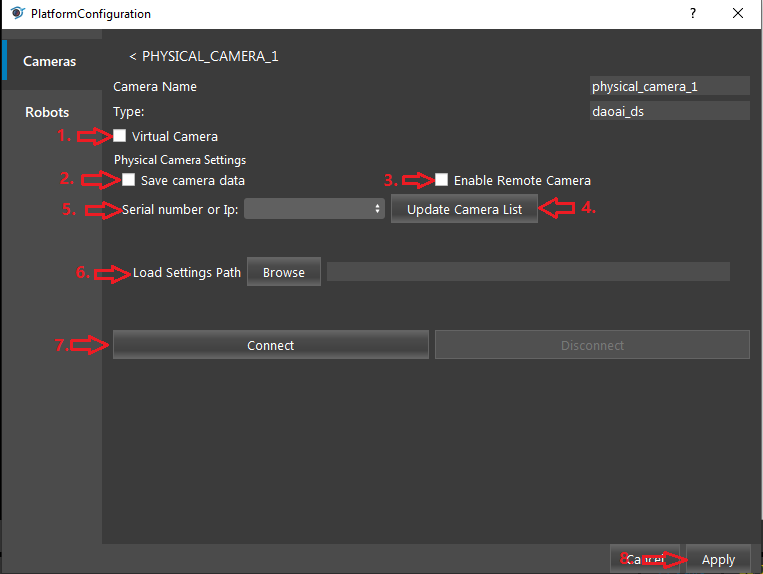 PlatformConfiguration ? ×
Cameras
< PHYSICAL_CAMERA_1
Camera Name physical_camera_1
Robots
Type: daoai_ds
1. Virtual Camera
Physical Camera Settings
2. Save camera data 3. Enable Remote Camera
5. Serial number or Ip: Update Camera List 4.
6. Load Settings Path Browse
7. Connect Disconnect
Cancel 8. Apply